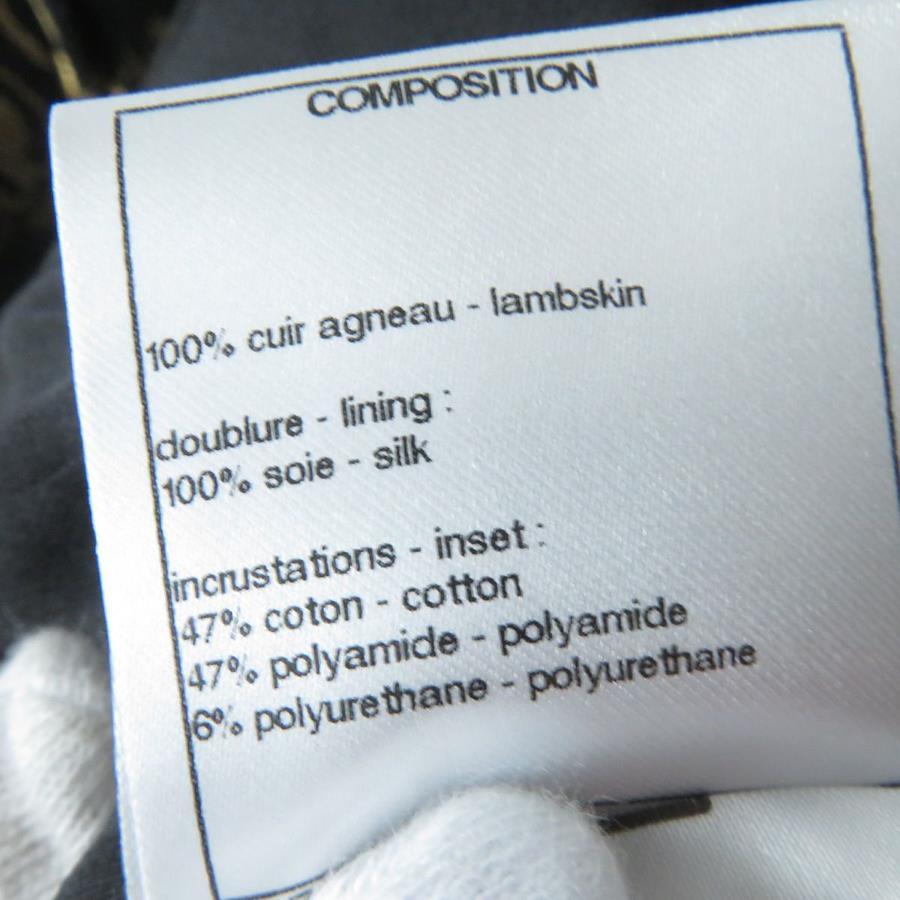 COMPOSITION
100% cuir agneau - lambskin
doublure - lining :
100% soie - silk
incrustations - inset :
47% coton - cotton
47% polyamide - polyamide
6% polyurethane - polyurethane